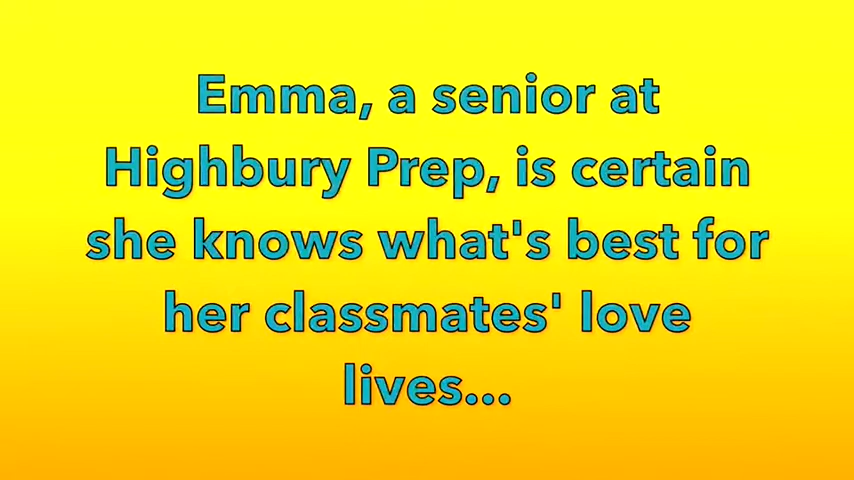 Emma, a senior at
Highbury Prep, is certain
she knows what's best for
her classmates' love
lives...